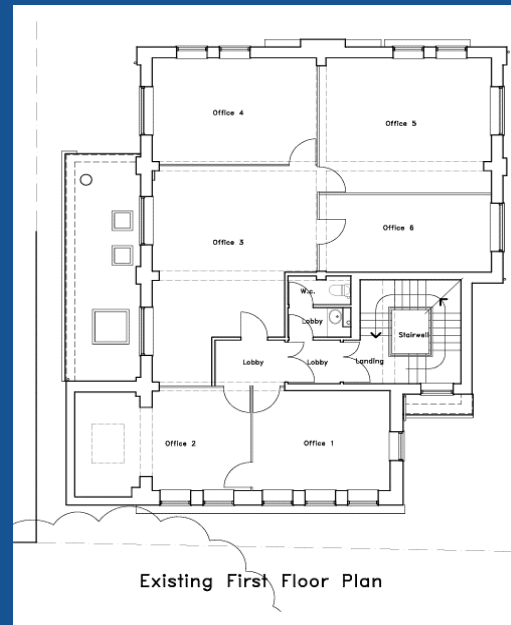 Office 4
Office 5
Office 3
Office 6
W.c.
Lobby
Stairwell
Lobby
Lobby
Landing
Office 2
Office 1
Existing First Floor Plan